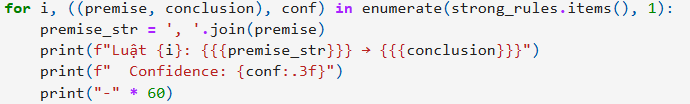 for i, ((premise, conclusion), conf) in enumerate(strong_rules.items(), 1):
    premise_str = ', '.join(premise)
    print(f"Luật {i}: {{{premise_str}}} → {{{conclusion}}}")
    print(f"  Confidence: {conf:.3f}")
    print("-" * 60)